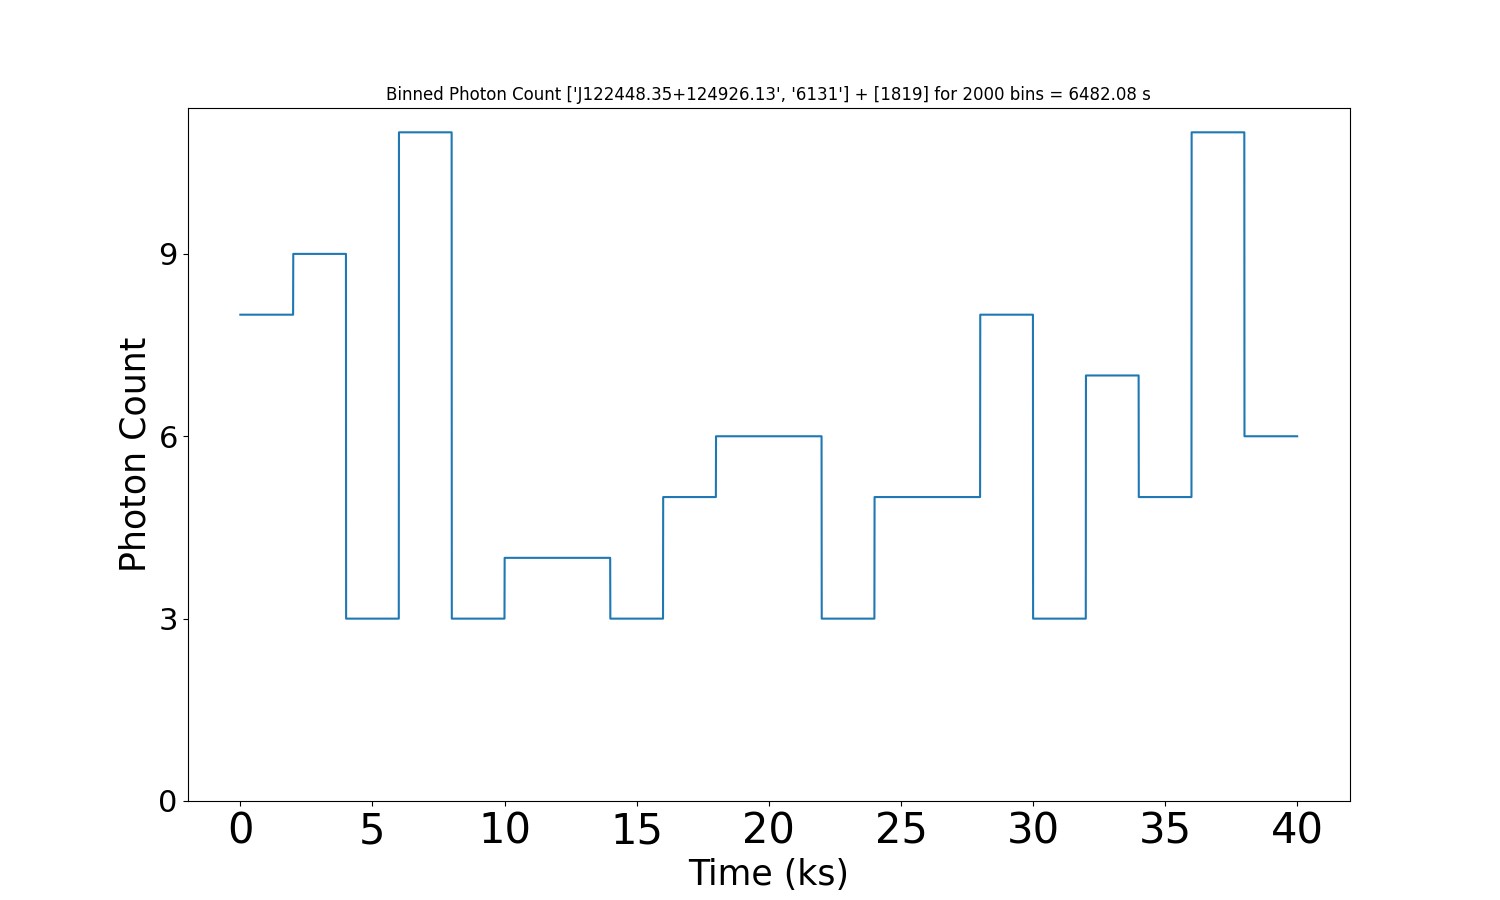 Binned Photon Count ['J122448.35+124926.13', '6131'] + [1819] for 2000 bins = 6482.08 s
Photon Count
9
6
3
0
0 5 10 15 20 25 30 35 40
Time (ks)